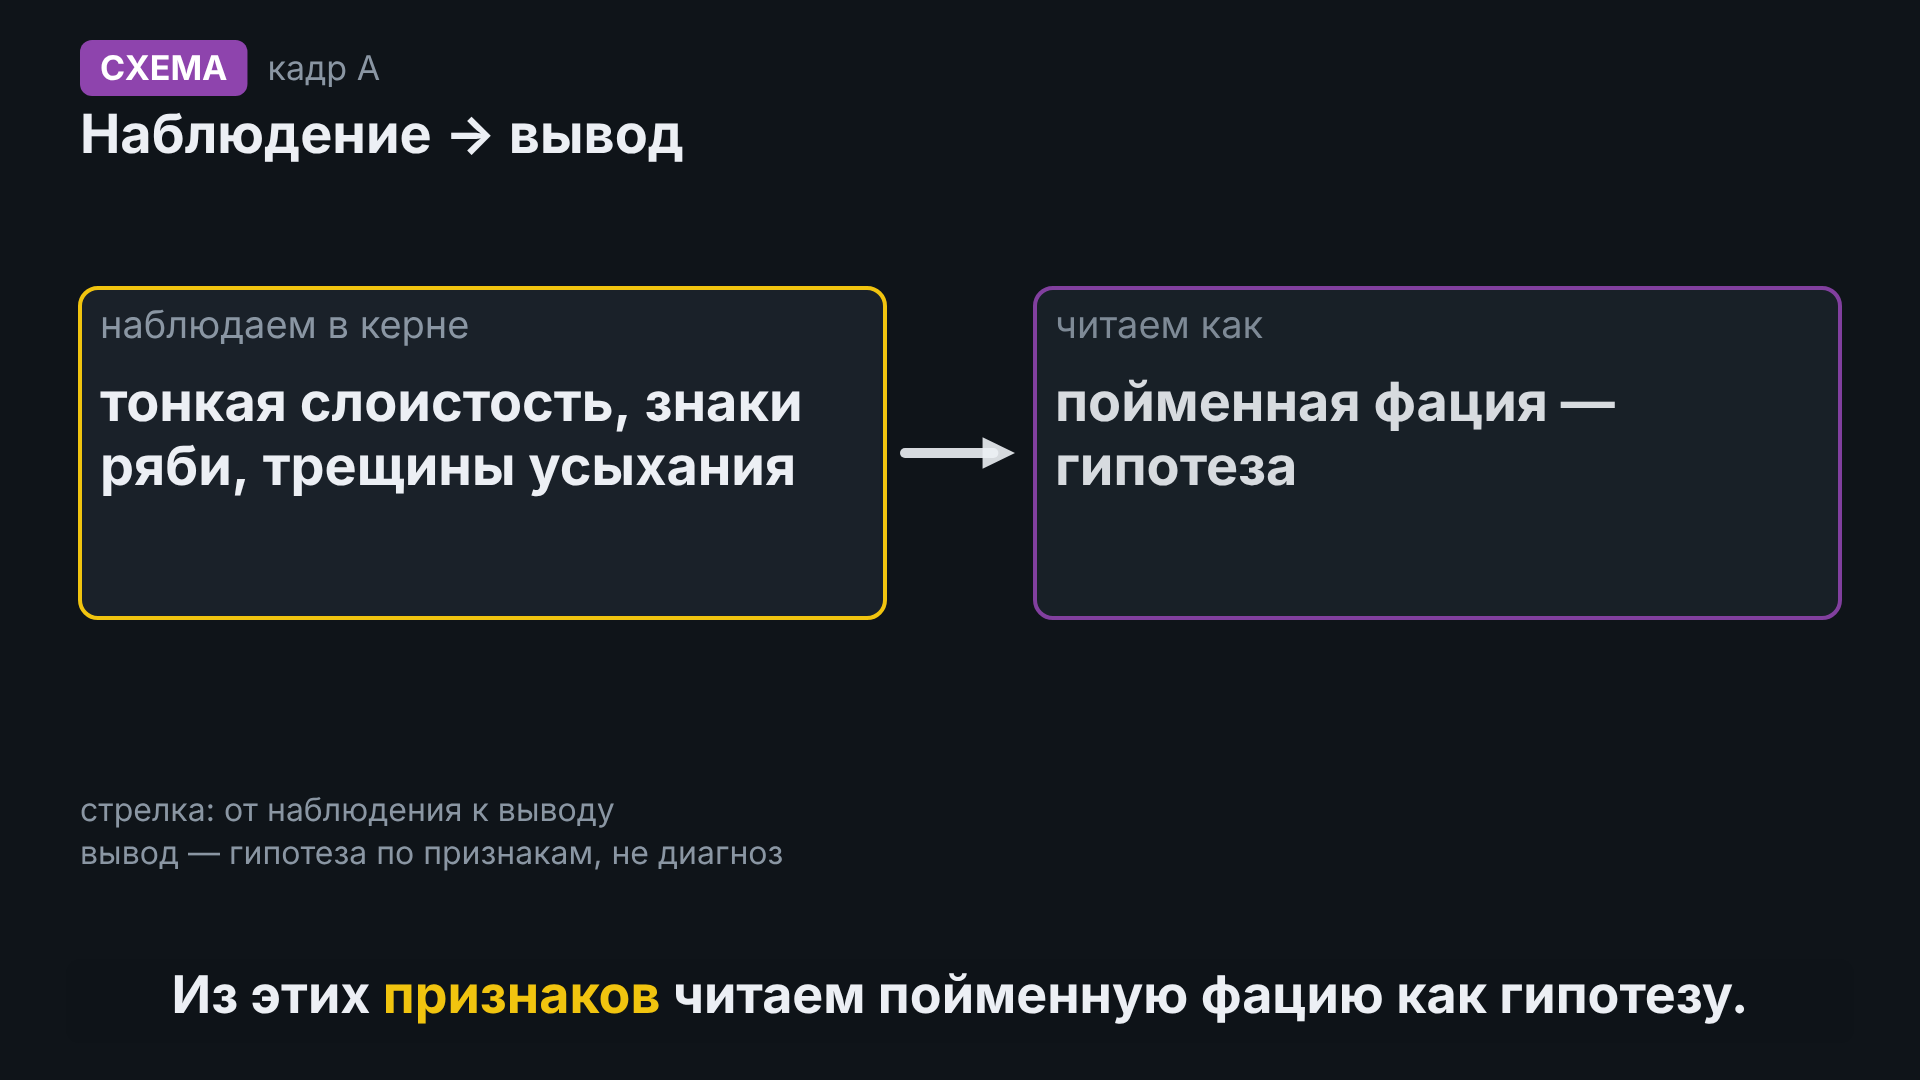 СХЕМА кадр А
Наблюдение → вывод
наблюдаем в керне
тонкая слоистость, знаки
ряби, трещины усыхания
читаем как
пойменная фация —
гипотеза
стрелка: от наблюдения к выводу
вывод — гипотеза по признакам, не диагноз
Из этих признаков читаем пойменную фацию как гипотезу.